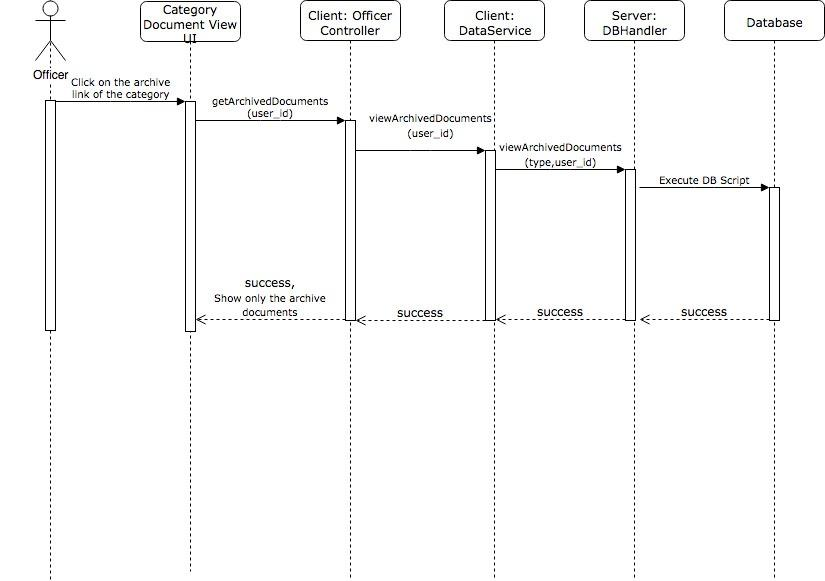 Category
Document View
UI
Client: Officer
Controller
Client:
DataService
Server:
DBHandler
Database
Officer
Click on the archive
link of the category
getArchivedDocuments
(user_id)
viewArchivedDocuments
(user_id)
viewArchivedDocuments
(type,user_id)
Execute DB Script
success,
Show only the archive
documents
success
success
success